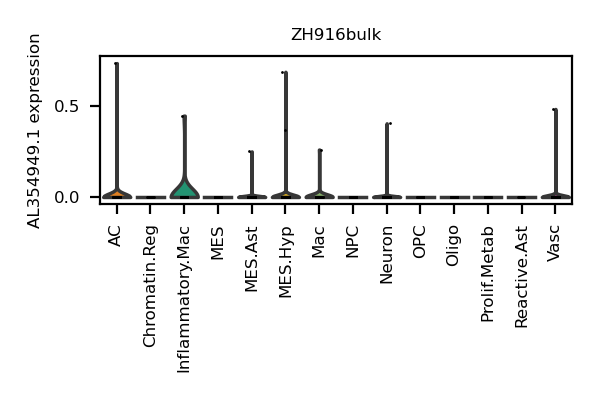 ZH916bulk
AL354949.1 expression
0.5
0.0
AC
Chromatin.Reg
Inflammatory.Mac
MES
MES.Ast
MES.Hyp
Mac
NPC
Neuron
OPC
Oligo
Prolif.Metab
Reactive.Ast
Vasc